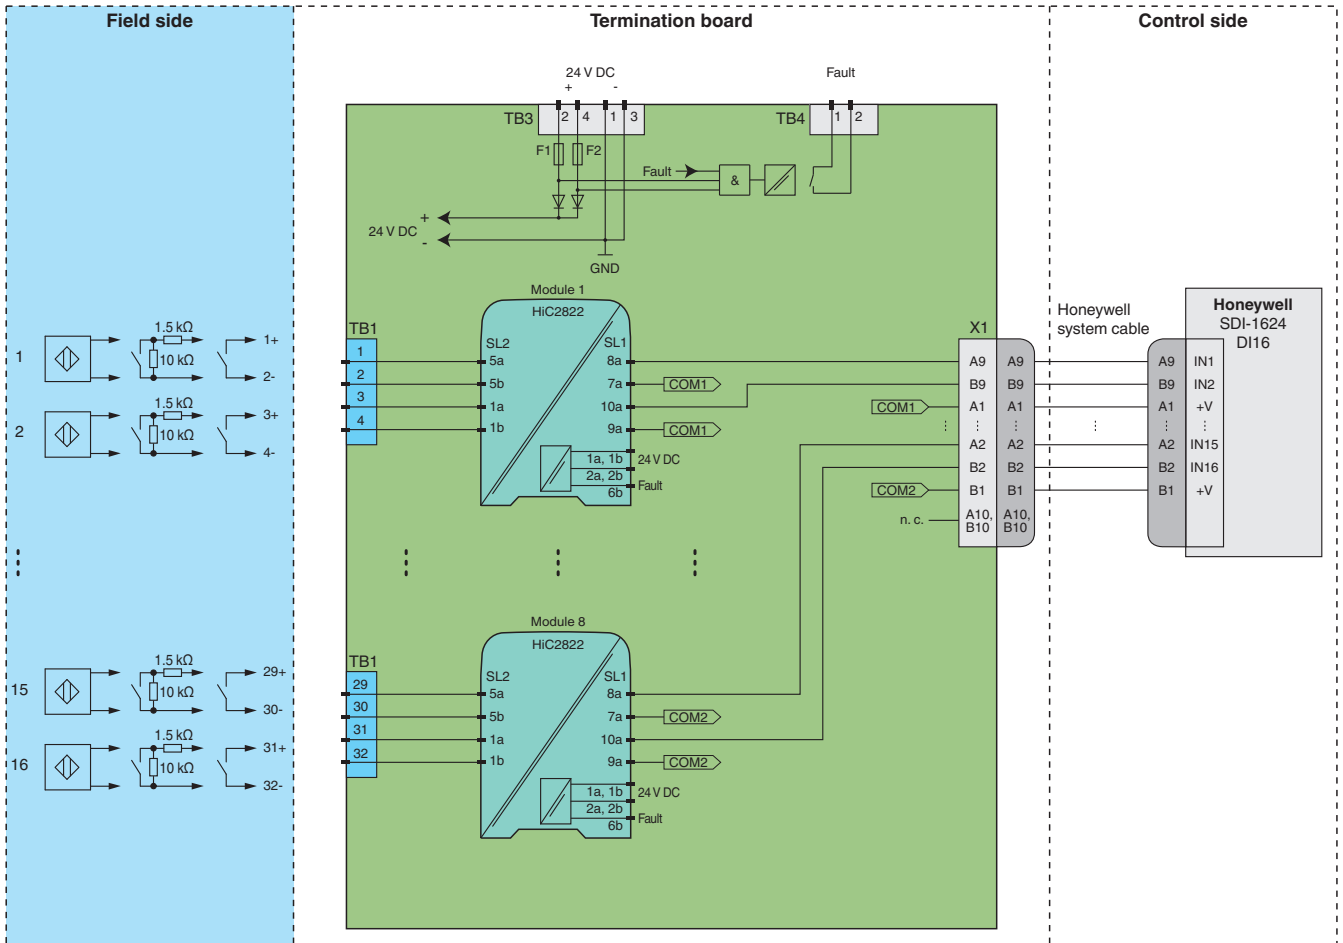 Field side
Termination board
Control side
24 V DC
+ -
Fault
TB3 2 4 1 3
TB4 1 2
F1 F2
Fault
&
+
24 V DC
-
GND
Module 1
HiC2822
SL2 SL1
5a 8a
5b 7a COM1
1a 10a
1b 9a COM1
1a, 1b 24 V DC
2a, 2b
6b Fault
TB1
1
2
3
4
1 1.5 kΩ 10 kΩ 1+ 2-
2 1.5 kΩ 10 kΩ 3+ 4-
X1
Honeywell
system cable
Honeywell
SDI-1624
DI16
A9 A9 A9 IN1
B9 B9 B9 IN2
COM1 A1 A1 A1 +V
A2 A2 A2 IN15
B2 B2 B2 IN16
COM2 B1 B1 B1 +V
n. c. A10, B10 A10, B10
Module 8
HiC2822
SL2 SL1
5a 8a
5b 7a COM2
1a 10a
1b 9a COM2
1a, 1b 24 V DC
2a, 2b
6b Fault
TB1
29
30
31
32
15 1.5 kΩ 10 kΩ 29+ 30-
16 1.5 kΩ 10 kΩ 31+ 32-